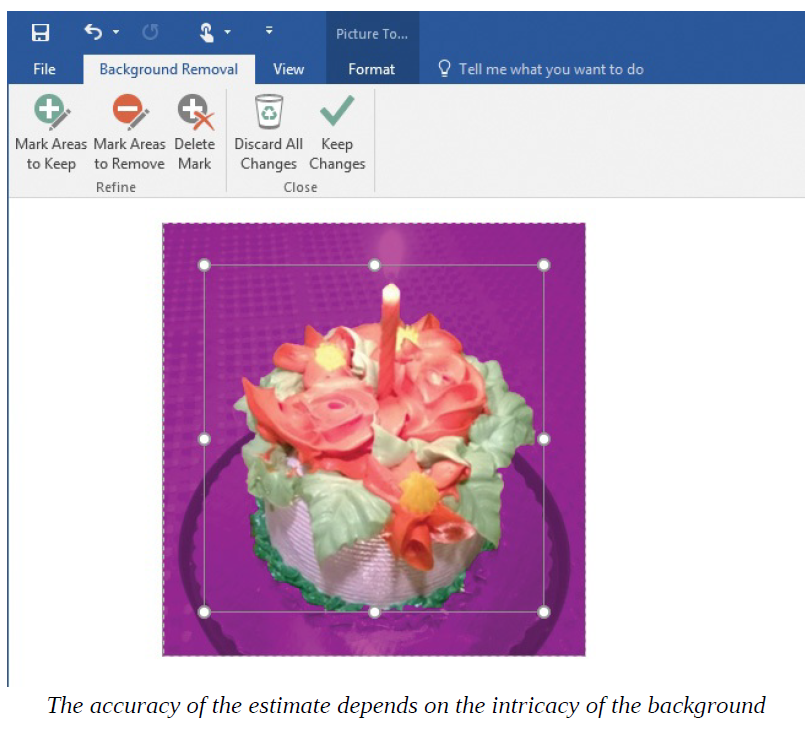 Picture To...
File Background Removal View Format Tell me what you want to do
Mark Areas Mark Areas Delete Discard All Keep
to Keep to Remove Mark Changes Changes
Refine Close
The accuracy of the estimate depends on the intricacy of the background